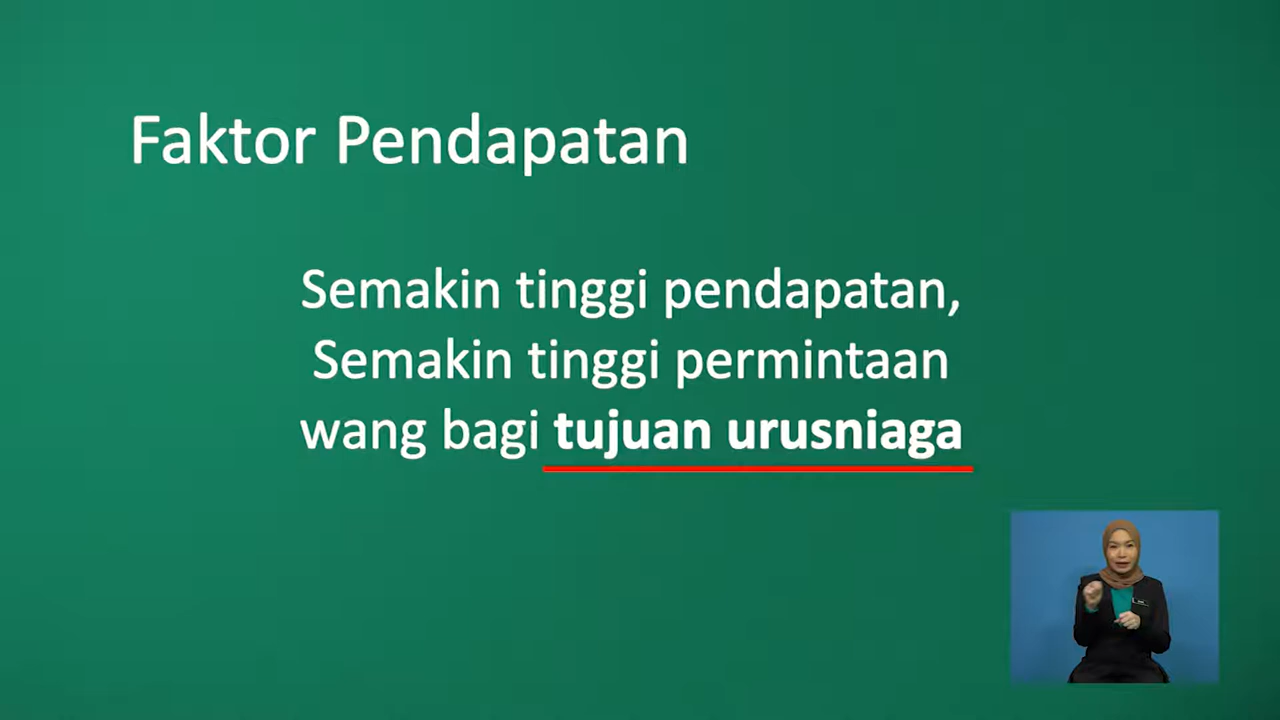 Faktor Pendapatan
Semakin tinggi pendapatan,
Semakin tinggi permintaan
wang bagi tujuan urusniaga